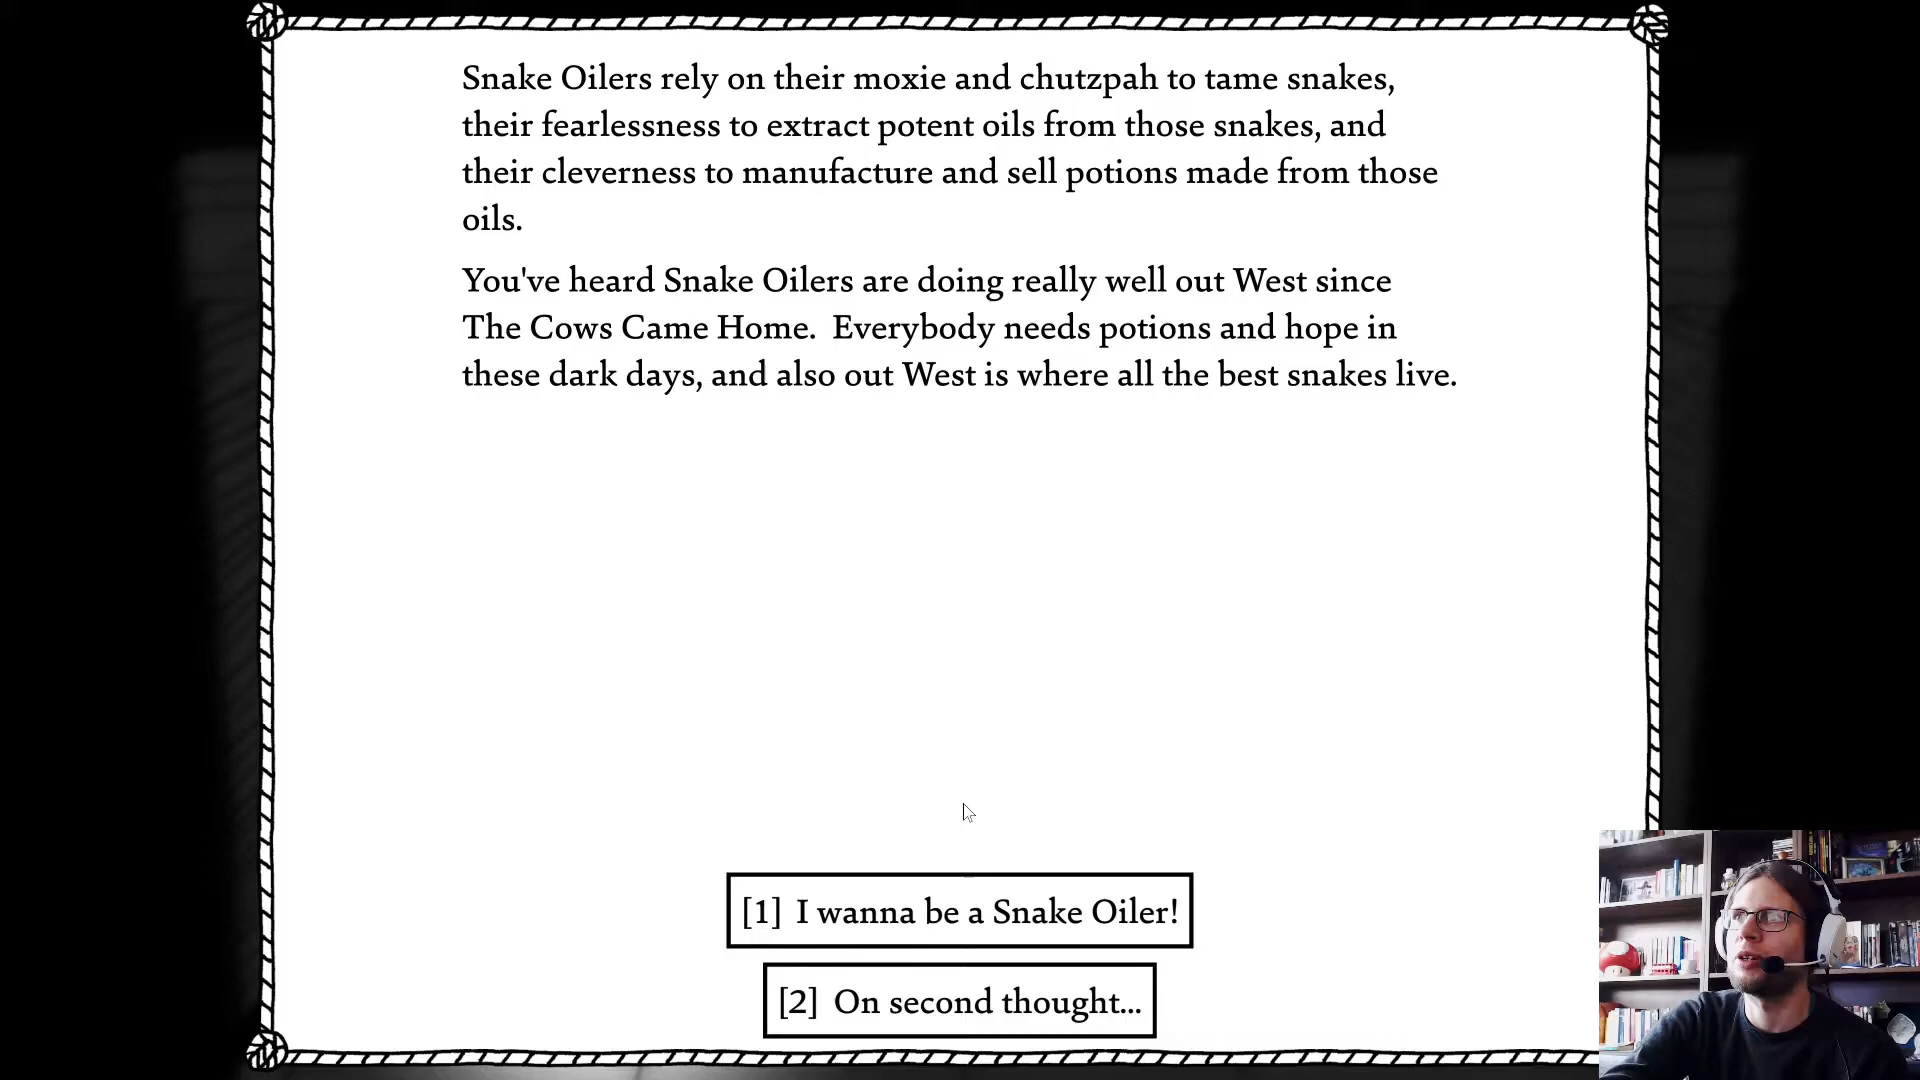 Snake Oilers rely on their moxie and chutzpah to tame snakes,
their fearlessness to extract potent oils from those snakes, and
their cleverness to manufacture and sell potions made from those
oils.
You've heard Snake Oilers are doing really well out West since
The Cows Came Home.  Everybody needs potions and hope in
these dark days, and also out West is where all the best snakes live.
[1] I wanna be a Snake Oiler!
[2] On second thought...